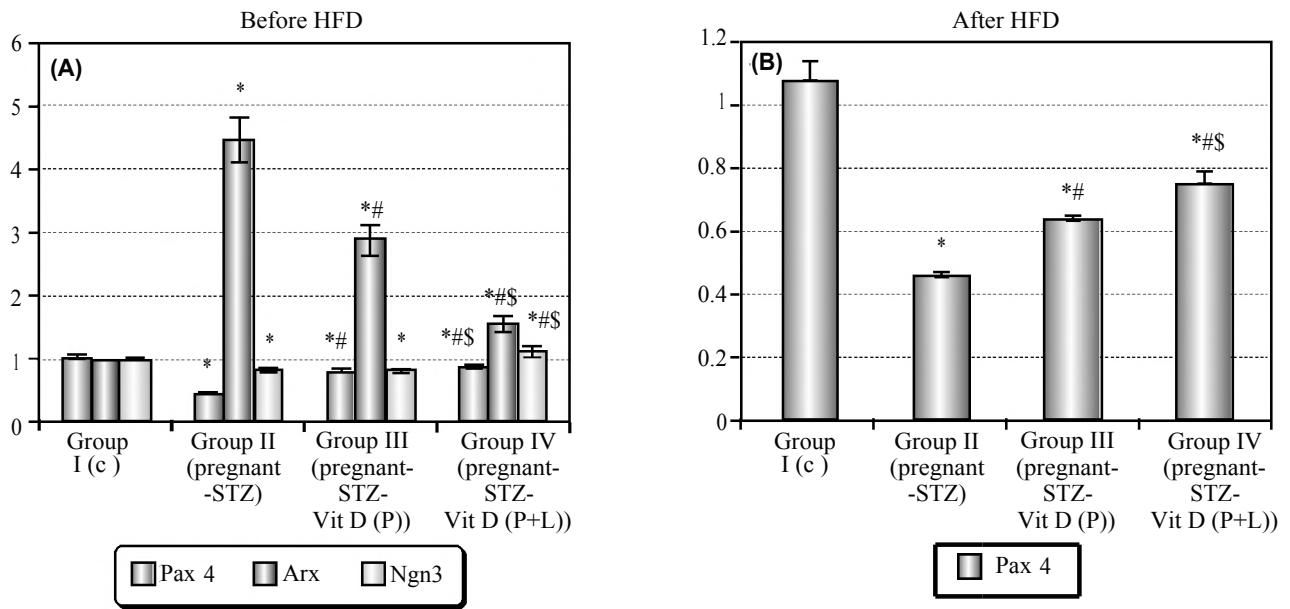 Before HFD
(A)
6
5
4
3
2
1
0
*
*
*
*#
*#
*
*#$
*#$
*#$
Group
I (c )
Group II
(pregnant
-STZ)
Group III
(pregnant-
STZ-
Vit D (P))
Group IV
(pregnant-
STZ-
Vit D (P+L))
Pax 4 Arx Ngn3
After HFD
(B)
1.2
1
0.8
0.6
0.4
0.2
0
*
*#
*#$
Group
I (c )
Group II
(pregnant
-STZ)
Group III
(pregnant-
STZ-
Vit D (P))
Group IV
(pregnant-
STZ-
Vit D (P+L))
Pax 4